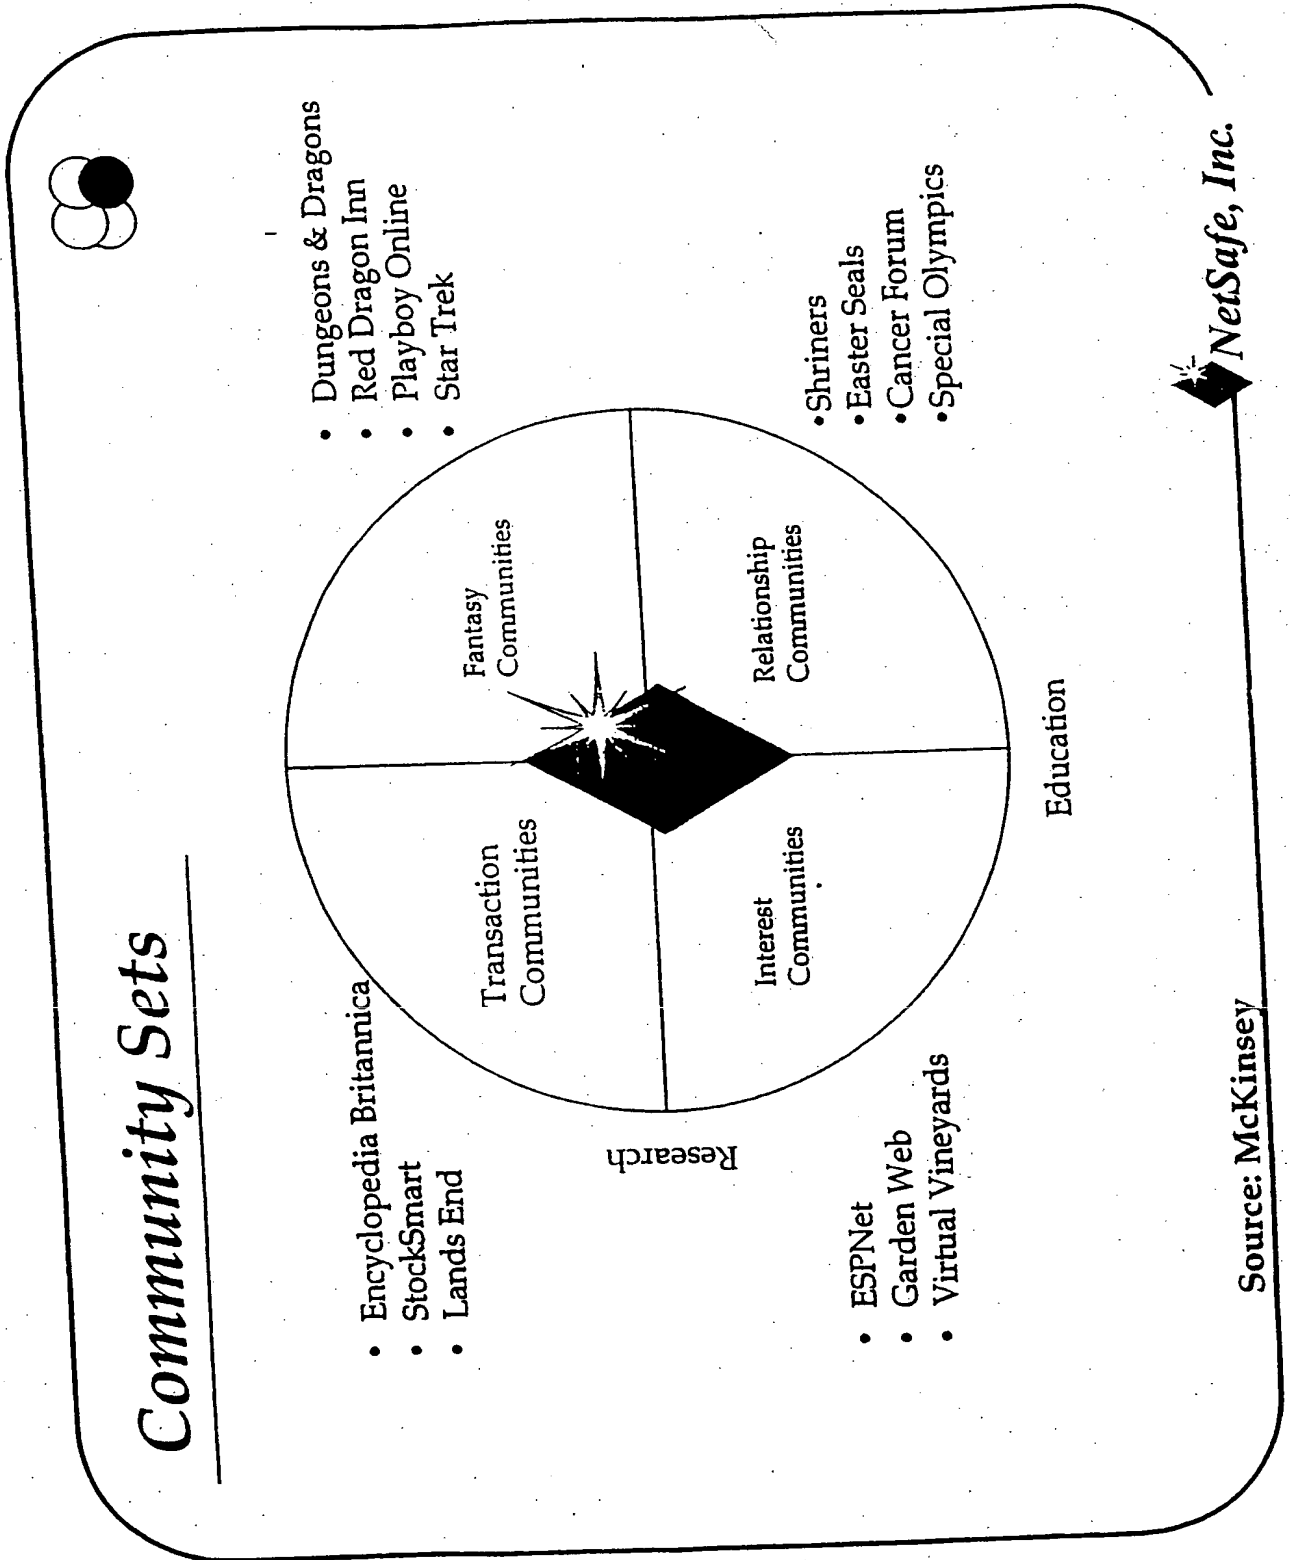 Community Sets
• Encyclopedia Britannica
• StockSmart
• Lands End
• Dungeons & Dragons
• Red Dragon Inn
• Playboy Online
• Star Trek
Transaction
Communities
Fantasy
Communities
Research
Interest
Communities
Relationship
Communities
• ESPNet
• Garden Web
• Virtual Vineyards
•Shriners
•Easter Seals
•Cancer Forum
•Special Olympics
Education
Source: McKinsey
NetSafe, Inc.